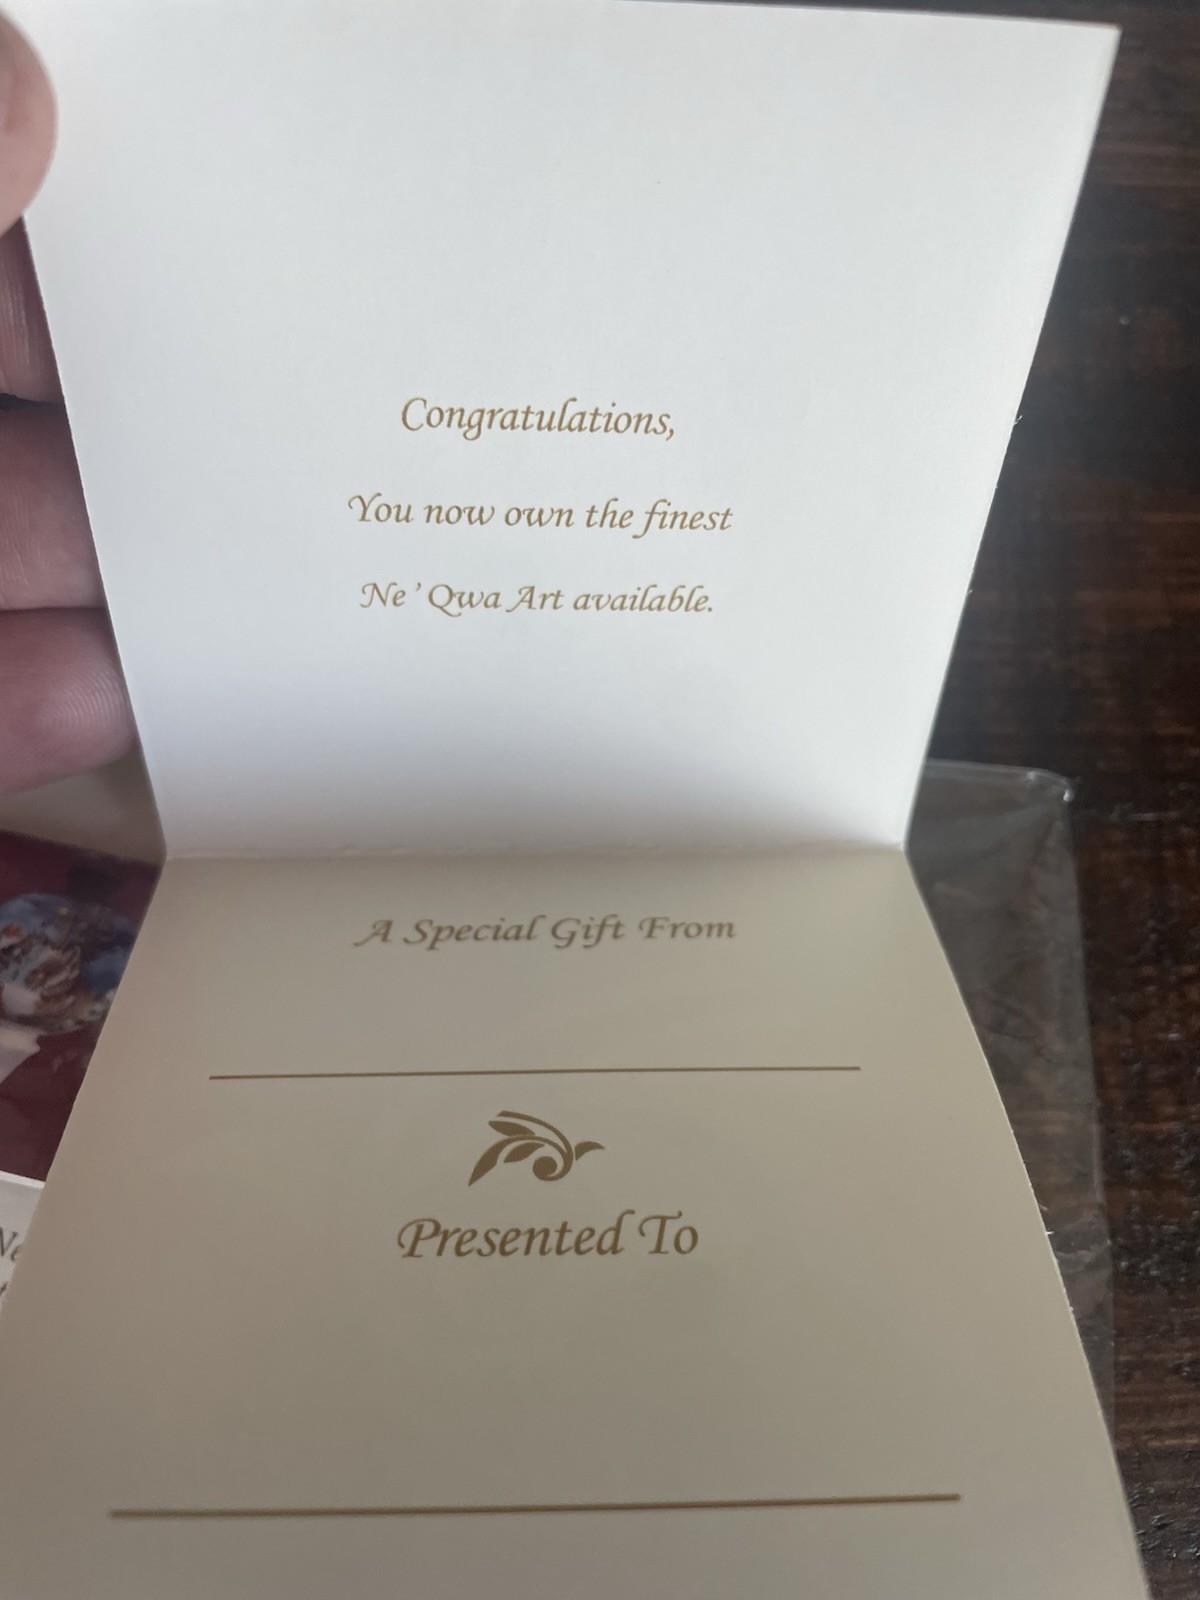 Congratulations,
You now own the finest
Ne'Qwa Art available.
A Special Gift From
Presented To